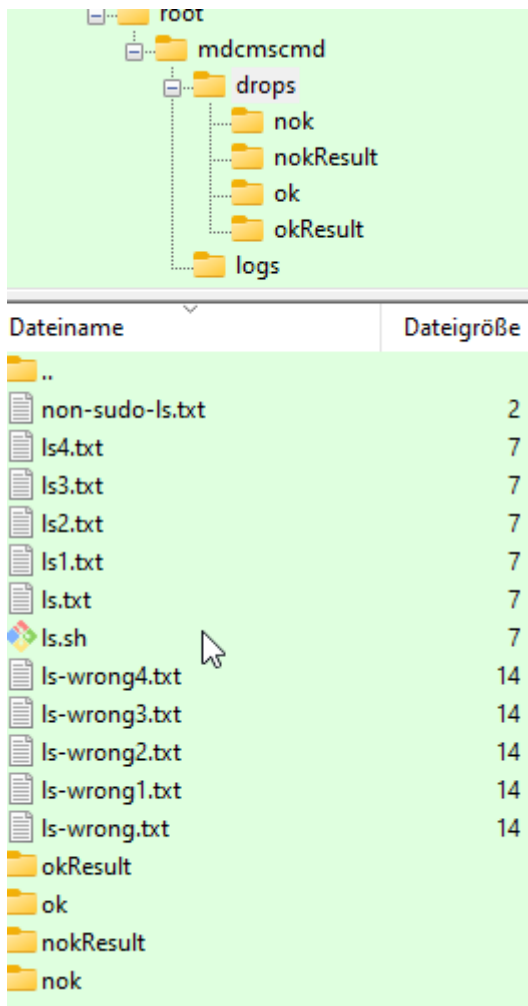 root
mdcmscmd
drops
nok
nokResult
ok
okResult
logs
Dateiname Dateigröße
..
non-sudo-ls.txt 2
ls4.txt 7
ls3.txt 7
ls2.txt 7
ls1.txt 7
ls.txt 7
ls.sh 7
ls-wrong4.txt 14
ls-wrong3.txt 14
ls-wrong2.txt 14
ls-wrong1.txt 14
ls-wrong.txt 14
okResult
ok
nokResult
nok